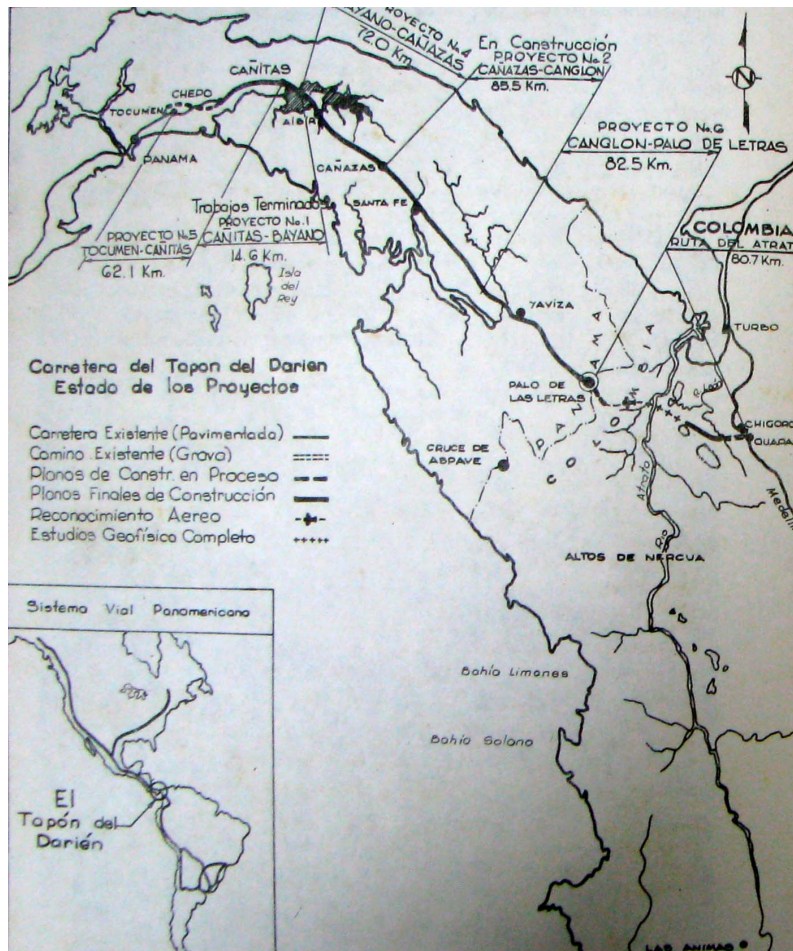 PROYECTO No.4
BAYANO-CAÑAZAS
72.0 Km.
En Construcción
PROYECTO No.2
CAÑAZAS-CANGLON
85.5 Km.
N
CAÑITAS
CHEPO
TOCUMEN
PANAMA
CAÑAZAS
SANTA FE
PROYECTO No.6
CANGLON-PALO DE LETRAS
82.5 Km.
Trabajos Terminados
PROYECTO No.1
CAÑITAS-BAYANO
14.6 Km.
PROYECTO No.5
TOCUMEN-CAÑITAS
62.1 Km.
COLOMBIA
RUTA DEL ATRAT
80.7 Km.
Isla
del
Rey
YAVIZA
TURBO
PALO DE
LAS LETRAS
PANAMA
COLOMBIA
CHIGORO
GUAPA
Medellin
CRUCE DE
ASPAVE
Rio Atrato
ALTOS DE NERCUA
Carretera del Tapon del Darien
Estado de los Proyectos
Carretera Existente (Pavimentada)
Camino Existente (Grava)
Planos de Constr. en Proceso
Planos Finales de Construcción
Reconocimiento Aereo
Estudios Geofísico Completo
Bahía Limones
Bahía Solano
Sistema Vial Panamericano
El
Tapón del
Darién
LAS ANIMAS